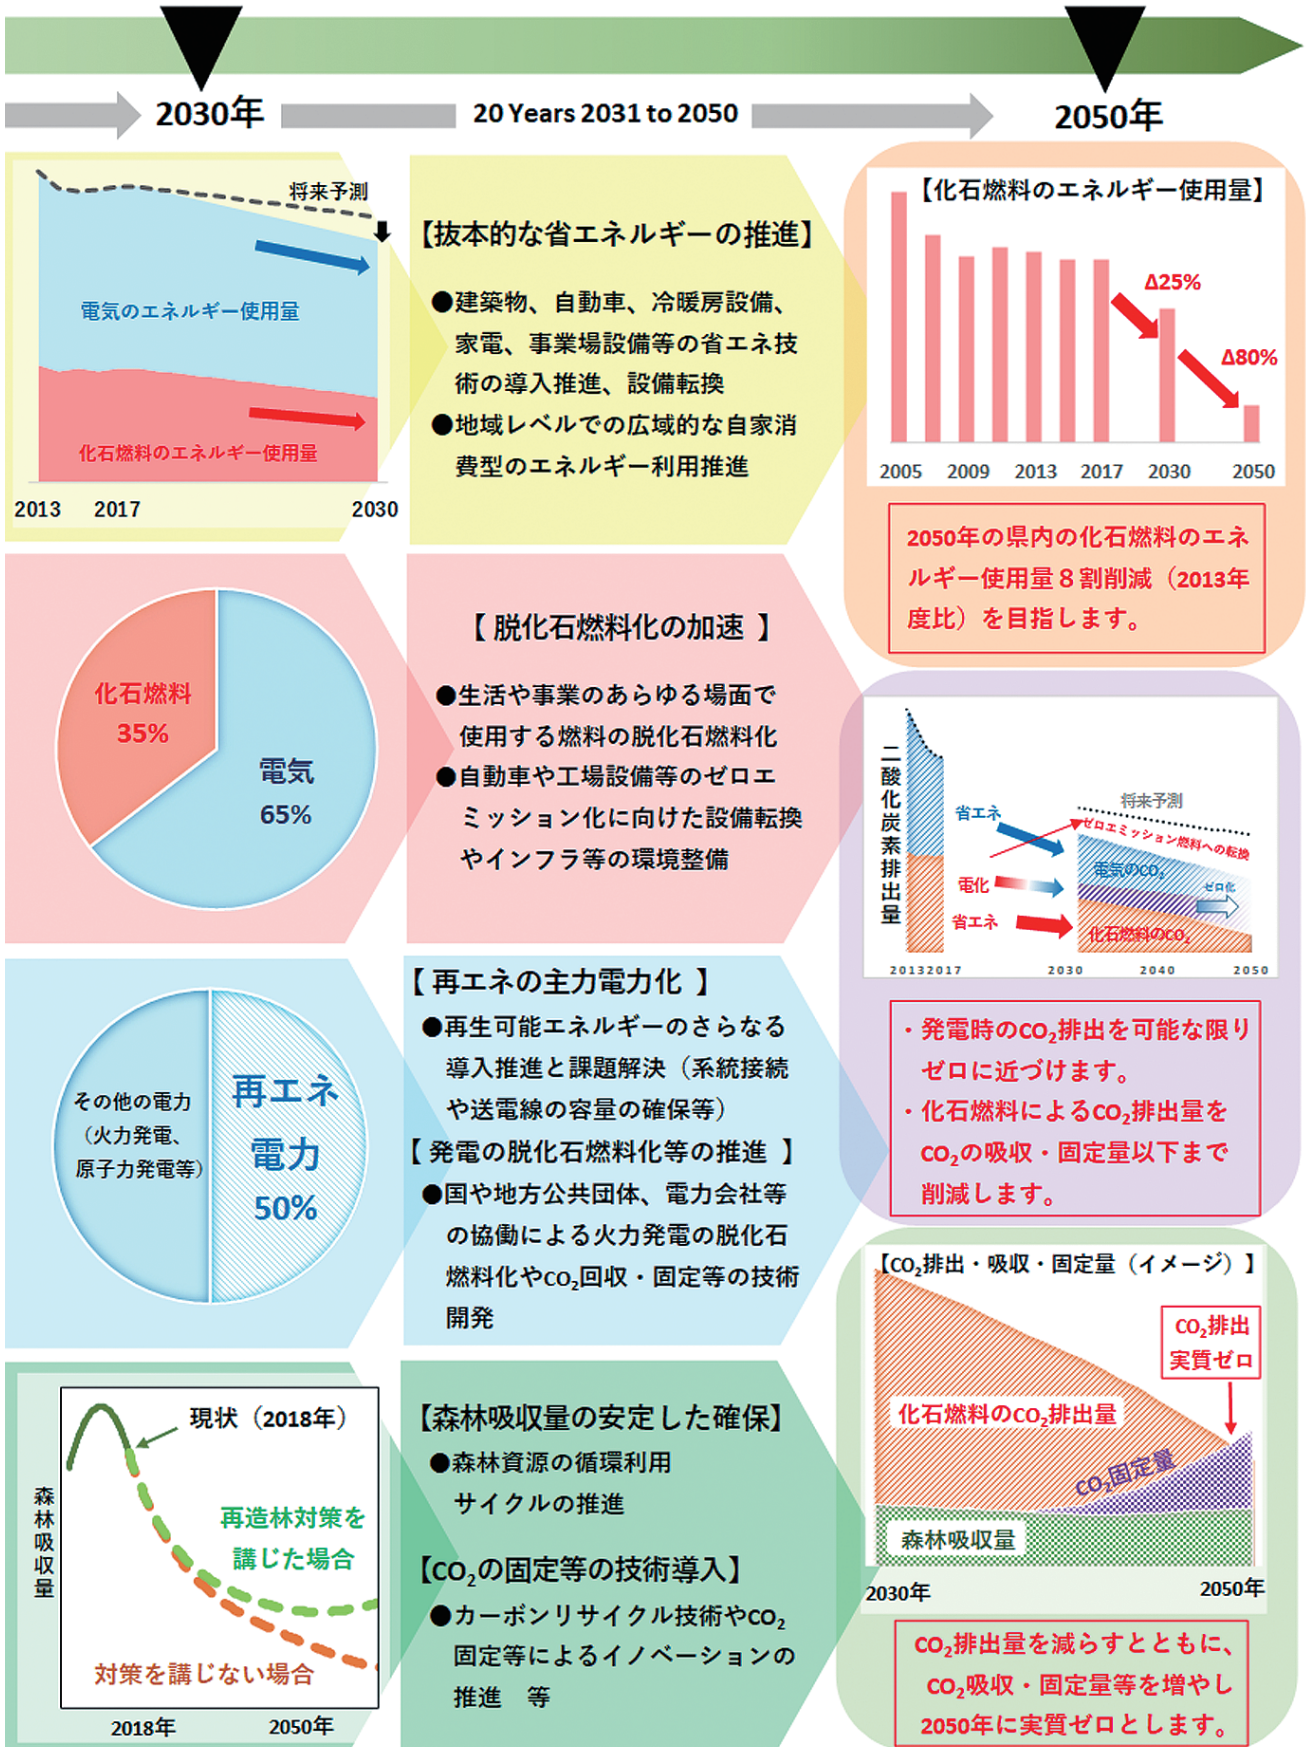 2030年
20 Years 2031 to 2050
2050年
将来予測
電気のエネルギー使用量
化石燃料のエネルギー使用量
2013
2017
2030
【抜本的な省エネルギーの推進】
●建築物、自動車、冷暖房設備、
家電、事業場設備等の省エネ技
術の導入推進、設備転換
●地域レベルでの広域的な自家消
費型のエネルギー利用推進
【化石燃料のエネルギー使用量】
Δ25%
Δ80%
2005
2009
2013
2017
2030
2050
2050年の県内の化石燃料のエネ
ルギー使用量８割削減（2013年
度比）を目指します。
化石燃料
35%
電気
65%
【 脱化石燃料化の加速 】
●生活や事業のあらゆる場面で
使用する燃料の脱化石燃料化
●自動車や工場設備等のゼロエ
ミッション化に向けた設備転換
やインフラ等の環境整備
二酸化炭素排出量
将来予測
省エネ
ゼロエミッション燃料への転換
電気のCO₂
ゼロ化
電化
省エネ
化石燃料のCO₂
2013
2017
2030
2040
2050
その他の電力
（火力発電、
原子力発電等）
再エネ
電力
50%
【 再エネの主力電力化 】
●再生可能エネルギーのさらなる
導入推進と課題解決（系統接続
や送電線の容量の確保等）
【 発電の脱化石燃料化等の推進 】
●国や地方公共団体、電力会社等
の協働による火力発電の脱化石
燃料化やCO₂回収・固定等の技術
開発
・発電時のCO₂排出を可能な限り
ゼロに近づけます。
・化石燃料によるCO₂排出量を
CO₂の吸収・固定量以下まで
削減します。
森林吸収量
現状（2018年）
再造林対策を
講じた場合
対策を講じない場合
2018年
2050年
【森林吸収量の安定した確保】
●森林資源の循環利用
サイクルの推進
【CO₂の固定等の技術導入】
●カーボンリサイクル技術やCO₂
固定等によるイノベーションの
推進　等
【CO₂排出・吸収・固定量（イメージ）】
CO₂排出
実質ゼロ
化石燃料のCO₂排出量
CO₂固定量
森林吸収量
2030年
2050年
CO₂排出量を減らすとともに、
CO₂吸収・固定量等を増やし
2050年に実質ゼロとします。